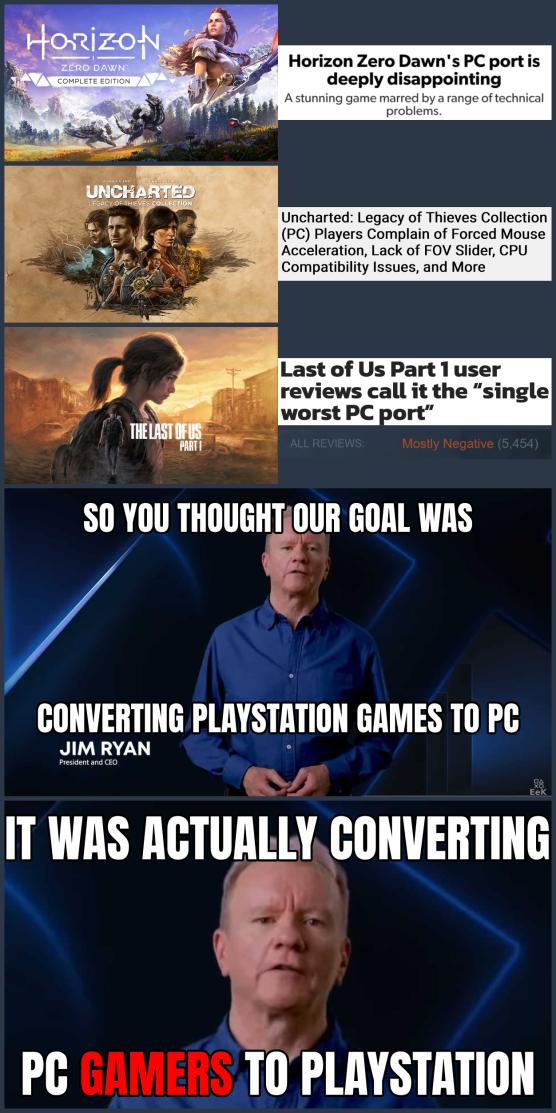 HORIZON
ZERO DAWN
COMPLETE EDITION
Horizon Zero Dawn's PC port is
deeply disappointing
A stunning game marred by a range of technical
problems.
UNCHARTED
LEGACY OF THIEVES COLLECTION
Uncharted: Legacy of Thieves Collection
(PC) Players Complain of Forced Mouse
Acceleration, Lack of FOV Slider, CPU
Compatibility Issues, and More
THE LAST OF US
PART I
Last of Us Part 1 user
reviews call it the “single
worst PC port”
ALL REVIEWS: Mostly Negative (5,454)
SO YOU THOUGHT OUR GOAL WAS
CONVERTING PLAYSTATION GAMES TO PC
JIM RYAN
President and CEO
EeK
IT WAS ACTUALLY CONVERTING
PC GAMERS TO PLAYSTATION